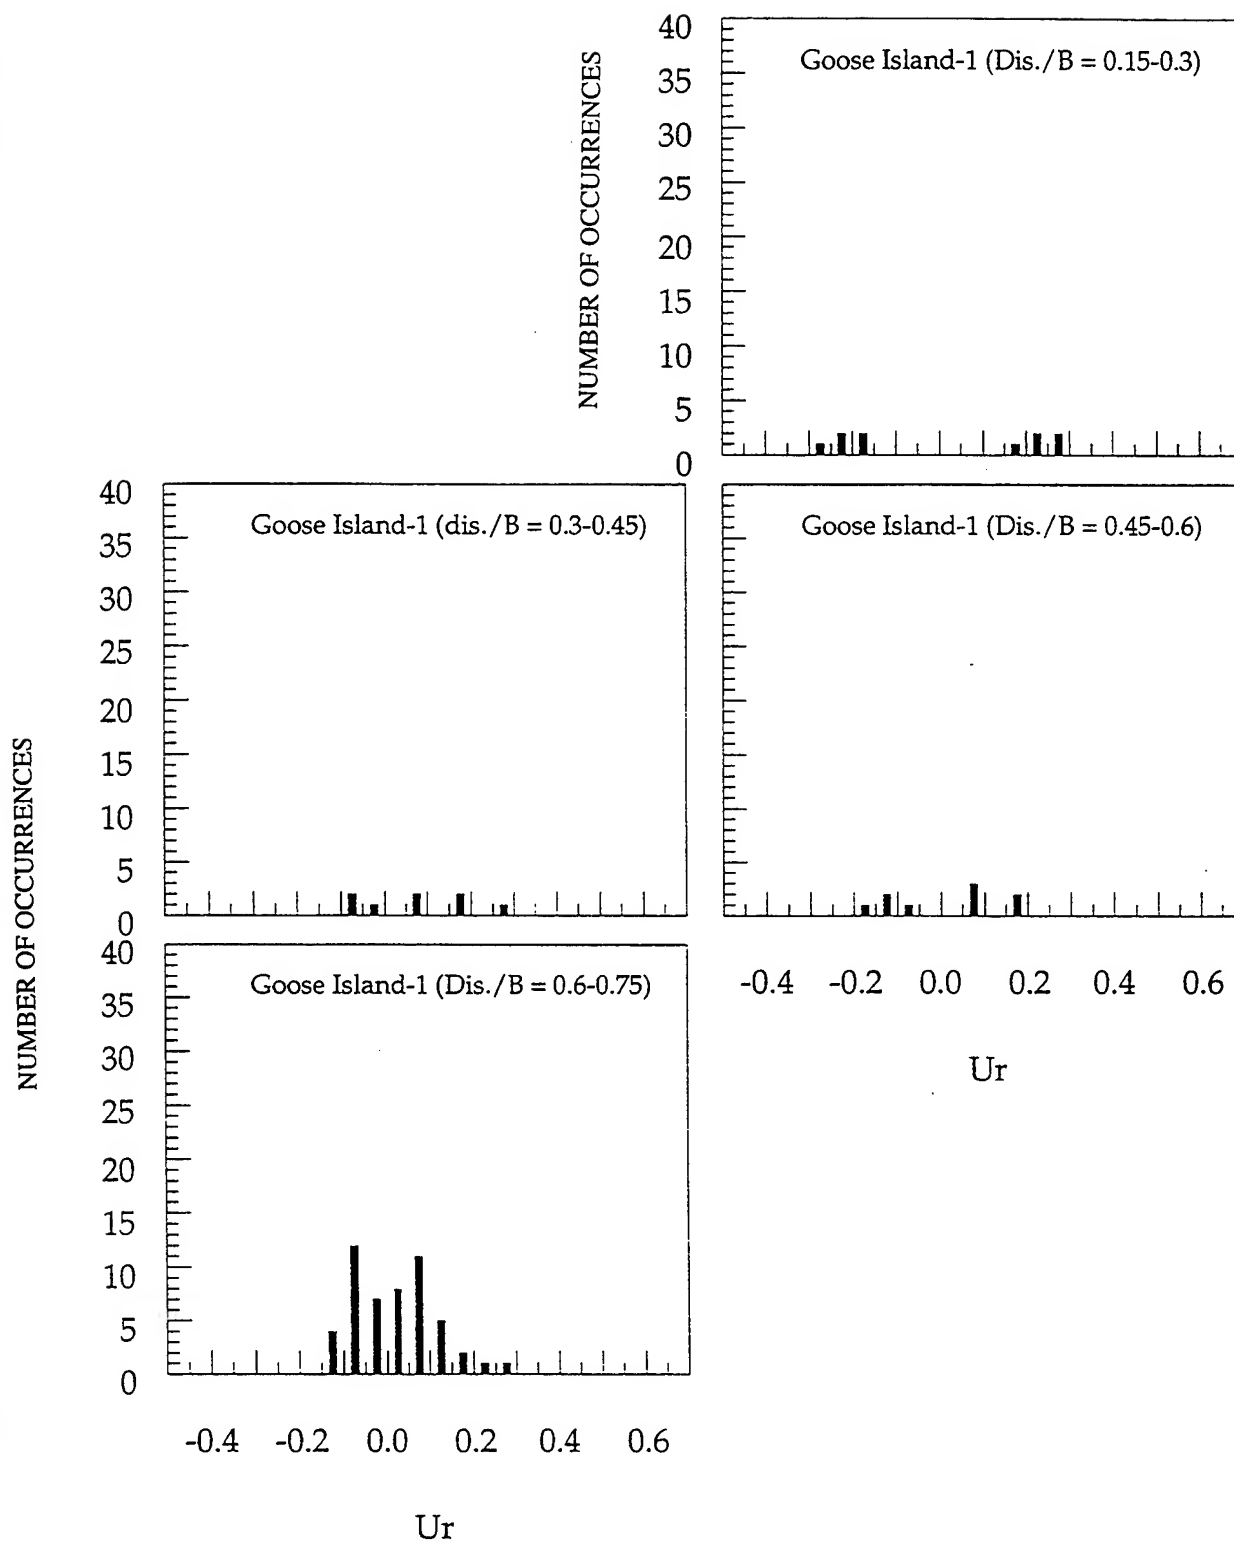 NUMBER OF OCCURRENCES
40
35
30
25
20
15
10
5
0
Goose Island-1 (Dis./B = 0.15-0.3)
NUMBER OF OCCURRENCES
40
35
30
25
20
15
10
5
0
Goose Island-1 (dis./B = 0.3-0.45)
Goose Island-1 (Dis./B = 0.45-0.6)
-0.4 -0.2 0.0 0.2 0.4 0.6
Ur
40
35
30
25
20
15
10
5
0
Goose Island-1 (Dis./B = 0.6-0.75)
-0.4 -0.2 0.0 0.2 0.4 0.6
Ur